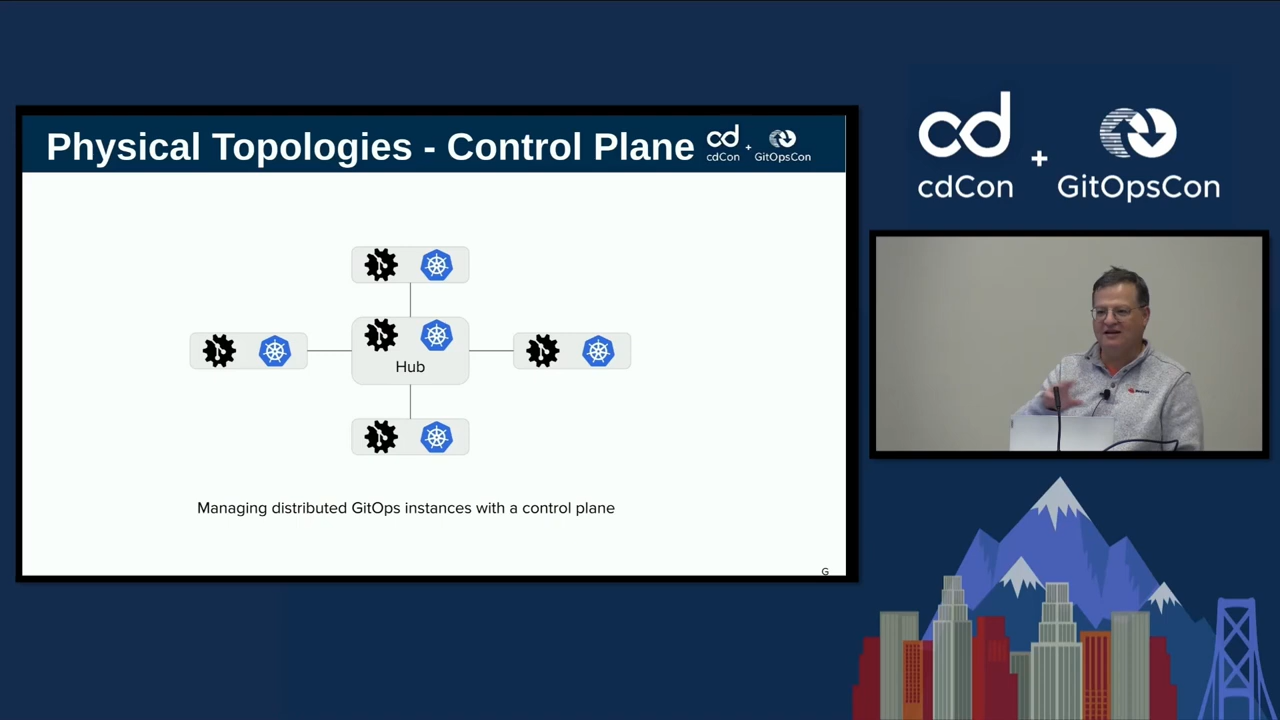 Physical Topologies - Control Plane
cd
cdCon
+
GitOpsCon
Hub
Managing distributed GitOps instances with a control plane
G
cd
cdCon
+
GitOpsCon